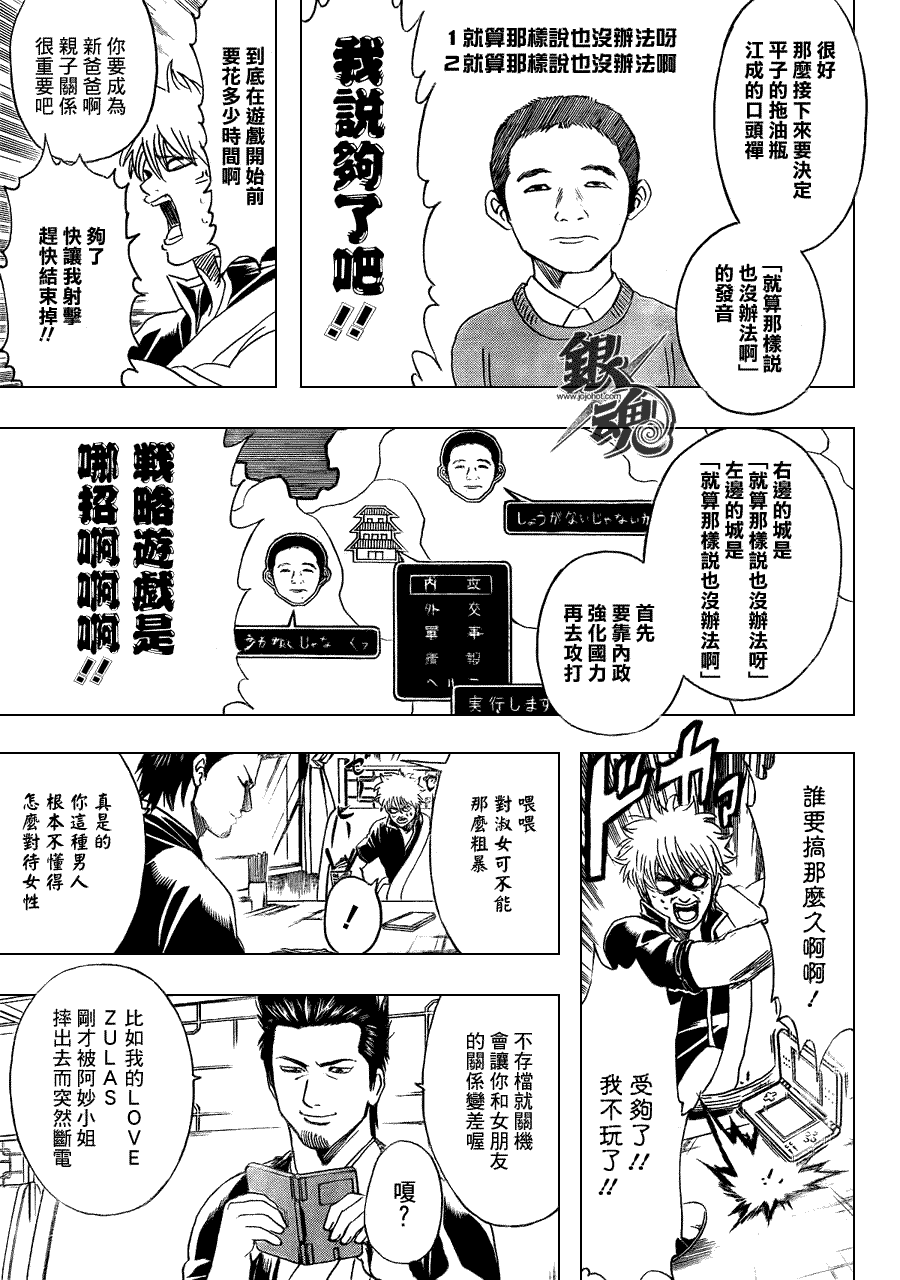 很好
那麼接下來要決定
平子的拖油瓶
江成的口頭禪
「就算那樣說
也沒辦法啊」
的發音
1就算那樣說也沒辦法呀
2就算那樣說也沒辦法啊
我說夠了吧!!
銀魂
www.jojohot.com
到底在遊戲開始前
要花多少時間啊
你要成為
新爸爸啊
親子關係
很重要吧
夠了
快讓我射擊
趕快結束掉!!
右邊的城是
「就算那樣說也沒辦法呀」
左邊的城是
「就算那樣說也沒辦法啊」
首先
要靠內政
強化國力
再去攻打
しょうがないじゃないか
内政
外交
軍事
ヘル
実行します
戰略遊戲是
哪招啊啊啊!!
誰要搞那麼久啊啊!
ドカ
受夠了!!
我不玩了!!
喂喂
對淑女可不能
那麼粗暴
!
真是的
你這種男人
根本不懂得
怎麼對待女性
不存檔就關機
會讓你和女朋友
的關係變差喔
嗄?
比如我的LOVE
ZULAS
剛才被阿妙小姐
摔出去而突然斷電